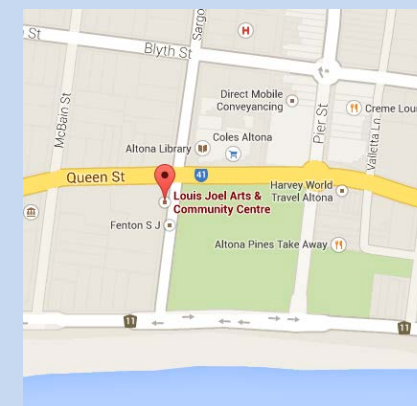 Sargo
St
Blyth St
H
McBain St
Direct Mobile
Conveyancing
Pier St
Creme Lou
Valletta Ln
Coles Altona
Altona Library
Queen St
41
Louis Joel Arts &
Community Centre
Harvey World
Travel Altona
Fenton S J
Altona Pines Take Away
11
11